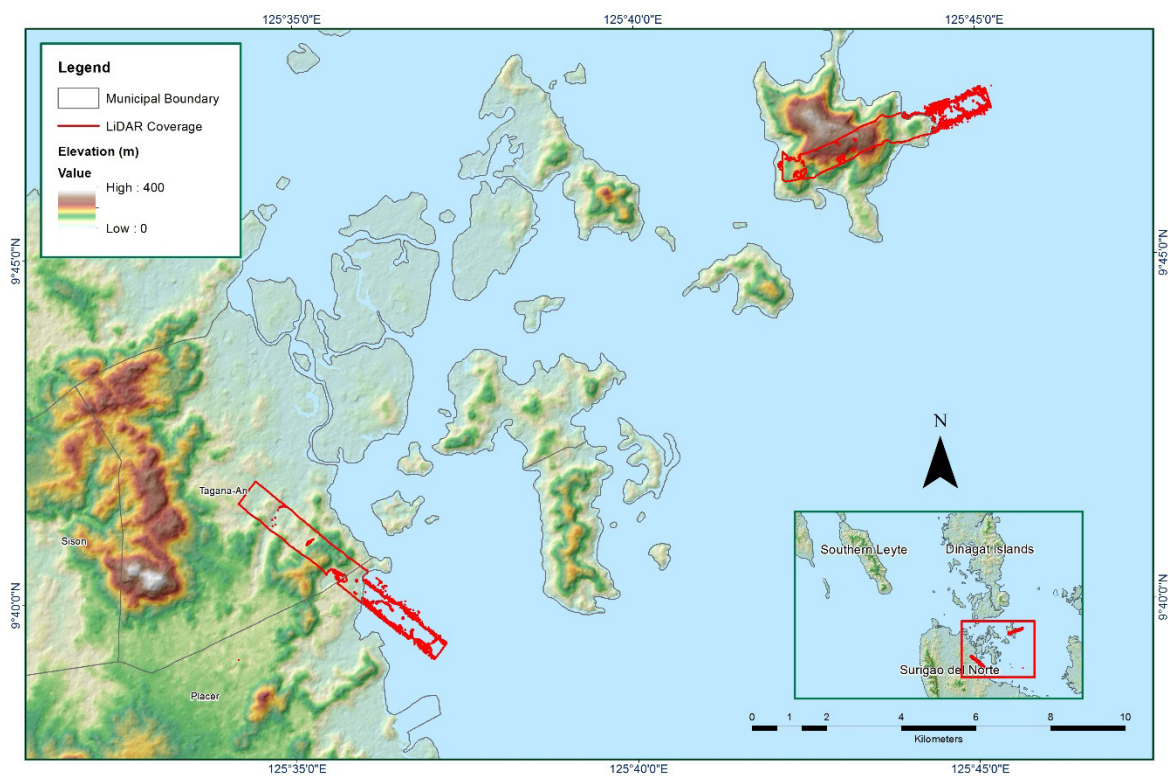 125°35'0"E 125°40'0"E 125°45'0"E
Legend
Municipal Boundary
LiDAR Coverage
Elevation (m)
Value
High : 400
Low : 0
9°45'0"N
9°45'0"N
N
Tagana-An
Sison
Southern Leyte
Dinagat Islands
9°40'0"N
9°40'0"N
Surigao del Norte
Placer
0 1 2 4 6 8 10
Kilometers
125°35'0"E 125°40'0"E 125°45'0"E